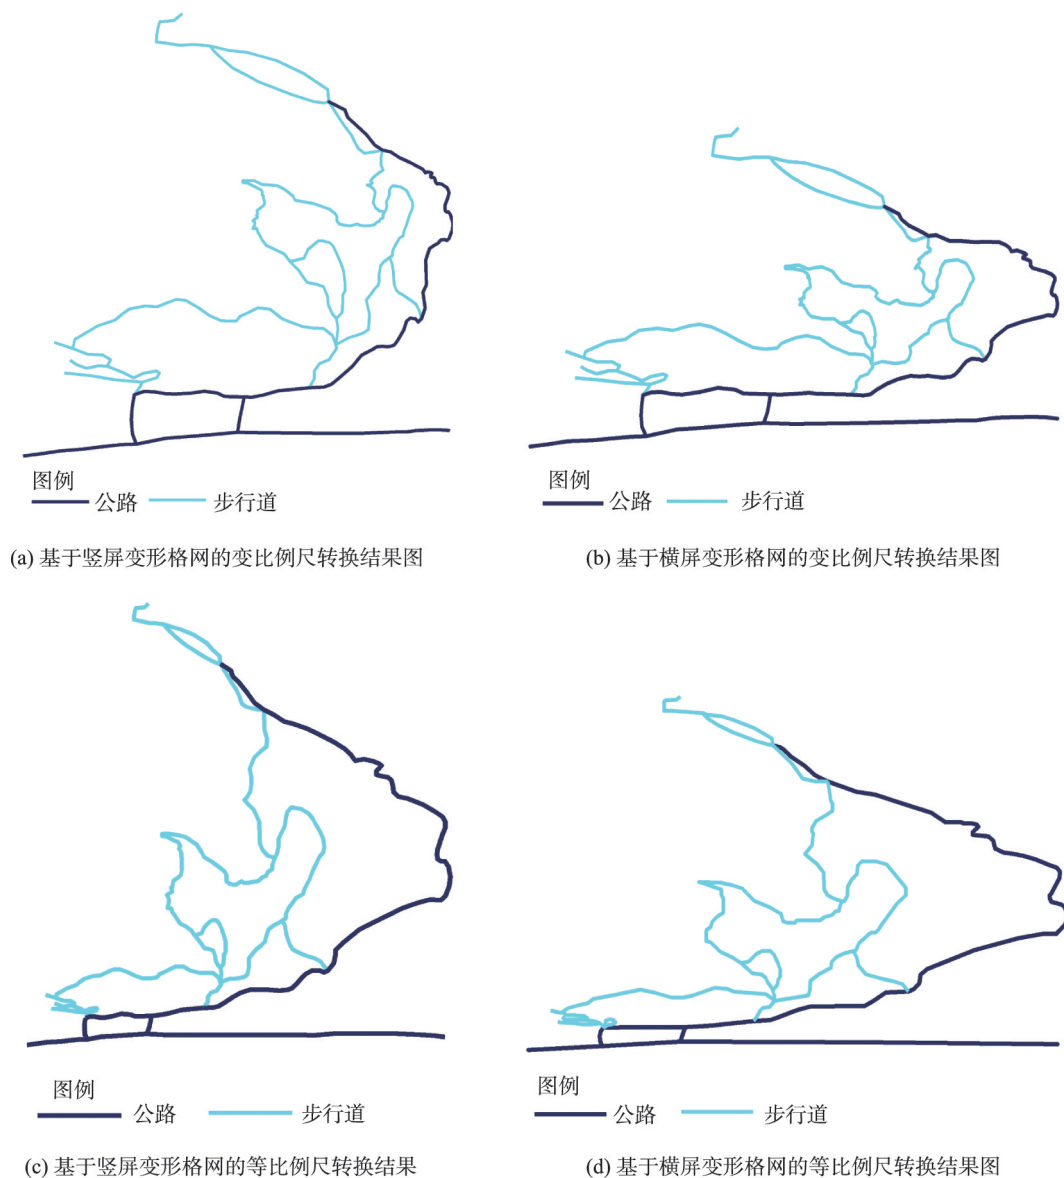 图例
公路 步行道
图例
公路 步行道
(a) 基于竖屏变形格网的变比例尺转换结果图
(b) 基于横屏变形格网的变比例尺转换结果图
图例
公路 步行道
图例
公路 步行道
(c) 基于竖屏变形格网的等比例尺转换结果
(d) 基于横屏变形格网的等比例尺转换结果图